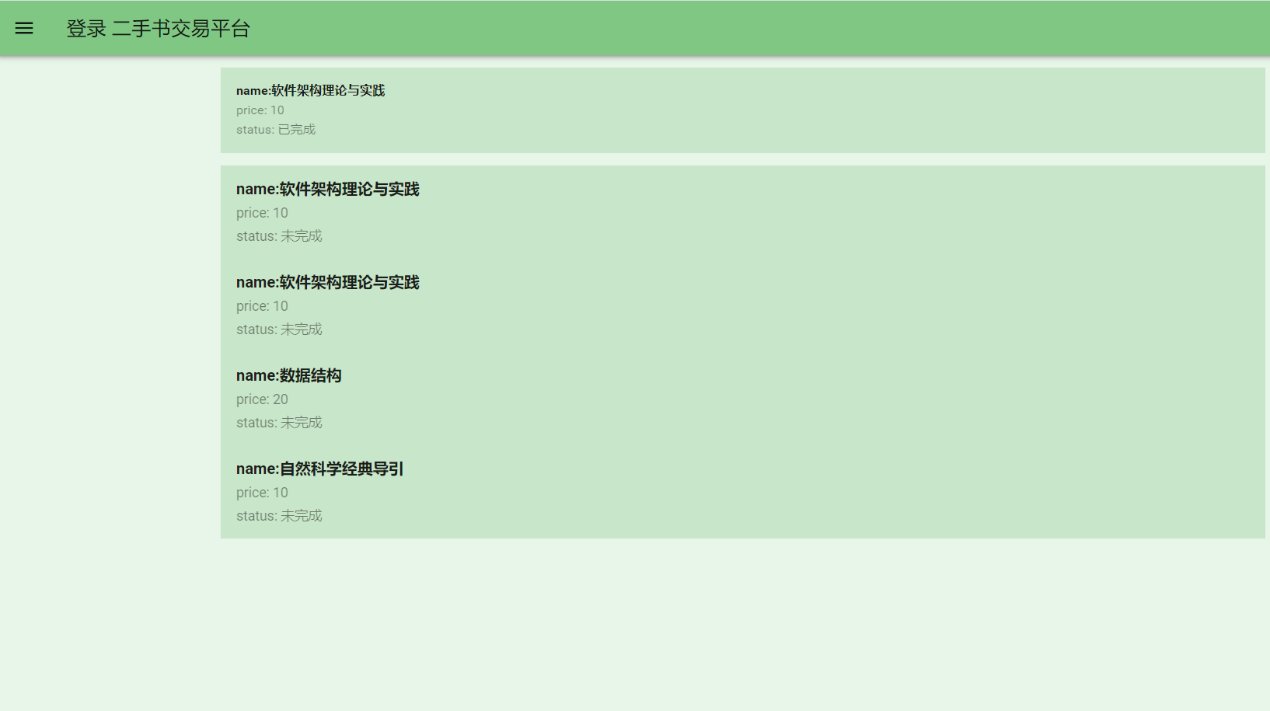 登录 二手书交易平台
name:软件架构理论与实践
price: 10
status: 已完成
name:软件架构理论与实践
price: 10
status: 未完成
name:软件架构理论与实践
price: 10
status: 未完成
name:数据结构
price: 20
status: 未完成
name:自然科学经典导引
price: 10
status: 未完成